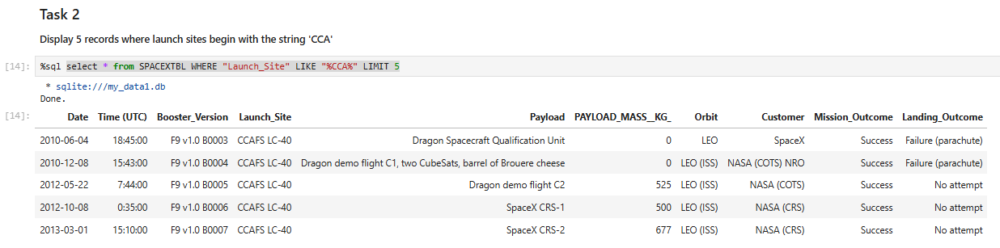 Task 2
Display 5 records where launch sites begin with the string 'CCA'
[14]: %sql select * from SPACEXTBL WHERE "Launch_Site" LIKE "%CCA%" LIMIT 5
* sqlite:///my_data1.db
Done.
[14]: Date Time (UTC) Booster_Version Launch_Site Payload PAYLOAD_MASS__KG_ Orbit Customer Mission_Outcome Landing_Outcome
2010-06-04 18:45:00 F9 v1.0 B0003 CCAFS LC-40 Dragon Spacecraft Qualification Unit 0 LEO SpaceX Success Failure (parachute)
2010-12-08 15:43:00 F9 v1.0 B0004 CCAFS LC-40 Dragon demo flight C1, two CubeSats, barrel of Brouere cheese 0 LEO (ISS) NASA (COTS) NRO Success Failure (parachute)
2012-05-22 7:44:00 F9 v1.0 B0005 CCAFS LC-40 Dragon demo flight C2 525 LEO (ISS) NASA (COTS) Success No attempt
2012-10-08 0:35:00 F9 v1.0 B0006 CCAFS LC-40 SpaceX CRS-1 500 LEO (ISS) NASA (CRS) Success No attempt
2013-03-01 15:10:00 F9 v1.0 B0007 CCAFS LC-40 SpaceX CRS-2 677 LEO (ISS) NASA (CRS) Success No attempt